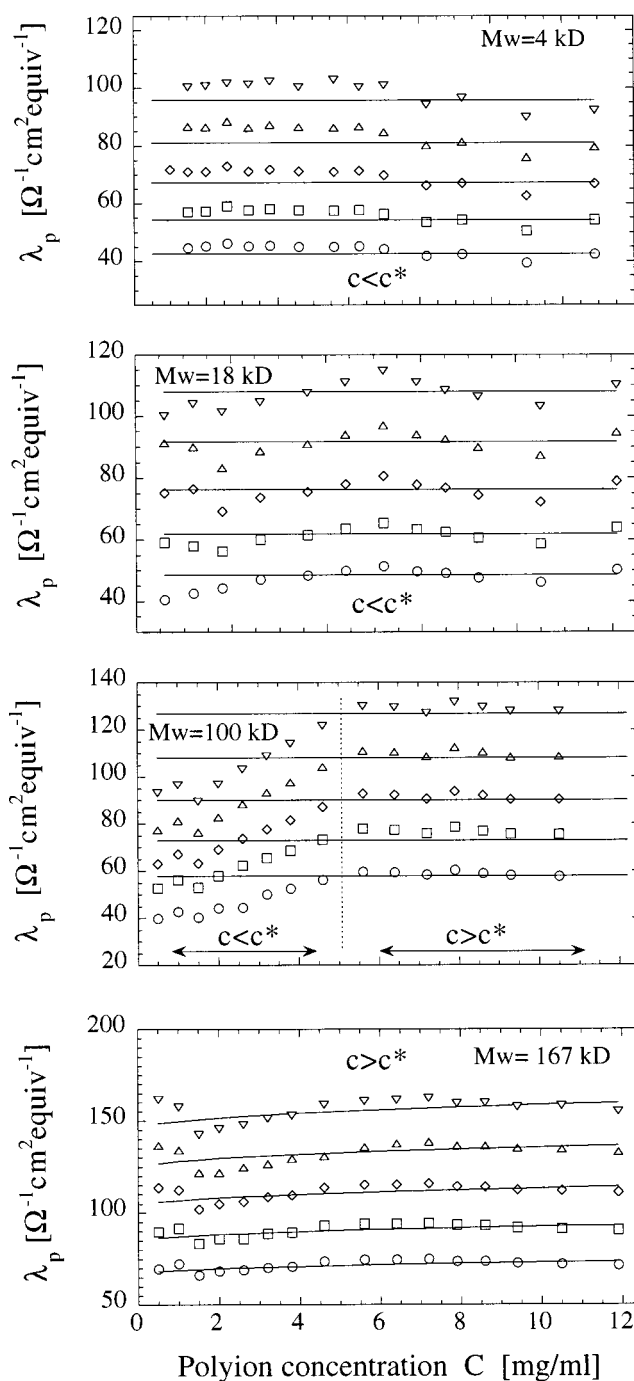 Mw=4 kD
120
100
80
60
40
λp [Ω⁻¹cm²equiv⁻¹]
c<c*
Mw=18 kD
120
100
80
60
40
λp [Ω⁻¹cm²equiv⁻¹]
c<c*
Mw=100 kD
140
120
100
80
60
40
20
λp [Ω⁻¹cm²equiv⁻¹]
c<c* c>c*
c>c* Mw= 167 kD
200
150
100
50
λp [Ω⁻¹cm²equiv⁻¹]
0 2 4 6 8 10 12
Polyion concentration C [mg/ml]